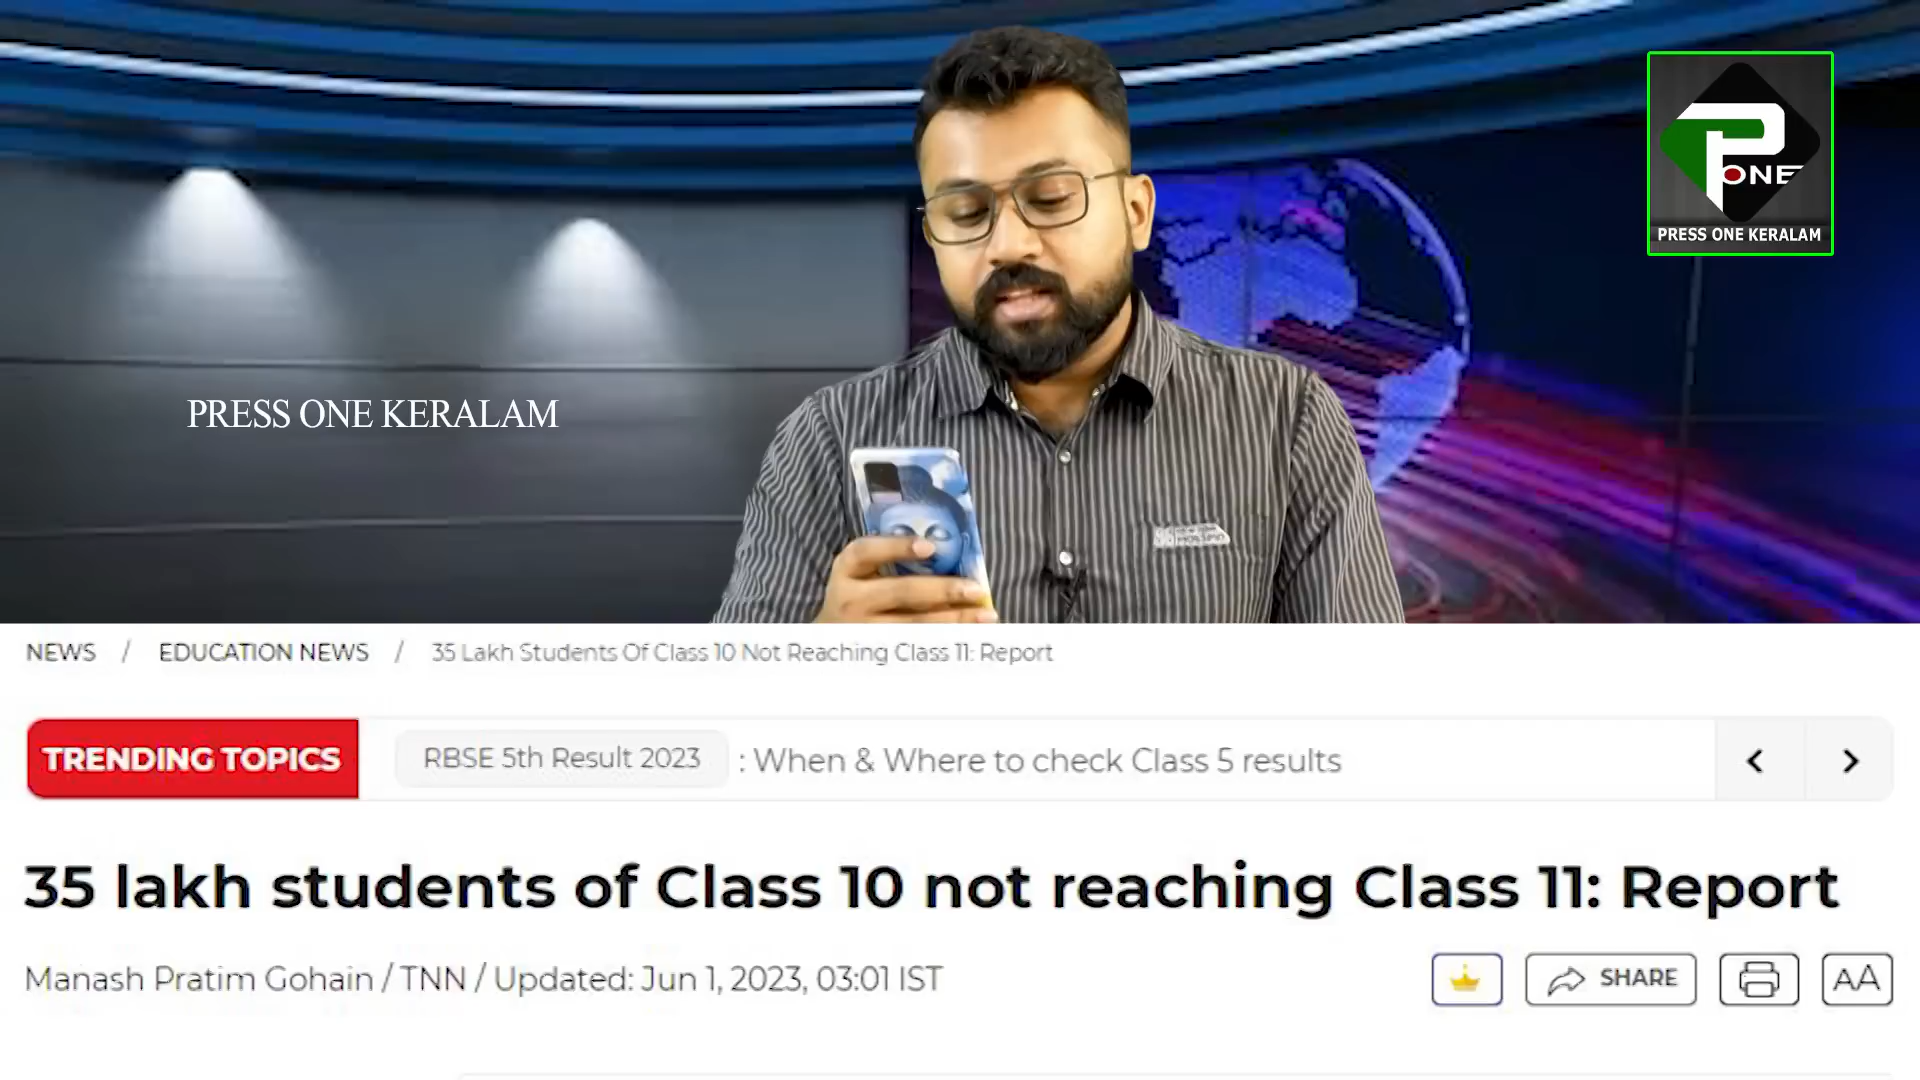 ONE
PRESS ONE KERALAM
PRESS ONE KERALAM
NEWS / EDUCATION NEWS / 35 Lakh Students Of Class 10 Not Reaching Class 11: Report
TRENDING TOPICS RBSE 5th Result 2023 : When & Where to check Class 5 results
35 lakh students of Class 10 not reaching Class 11: Report
Manash Pratim Gohain / TNN / Updated: Jun 1, 2023, 03:01 IST
SHARE
AA